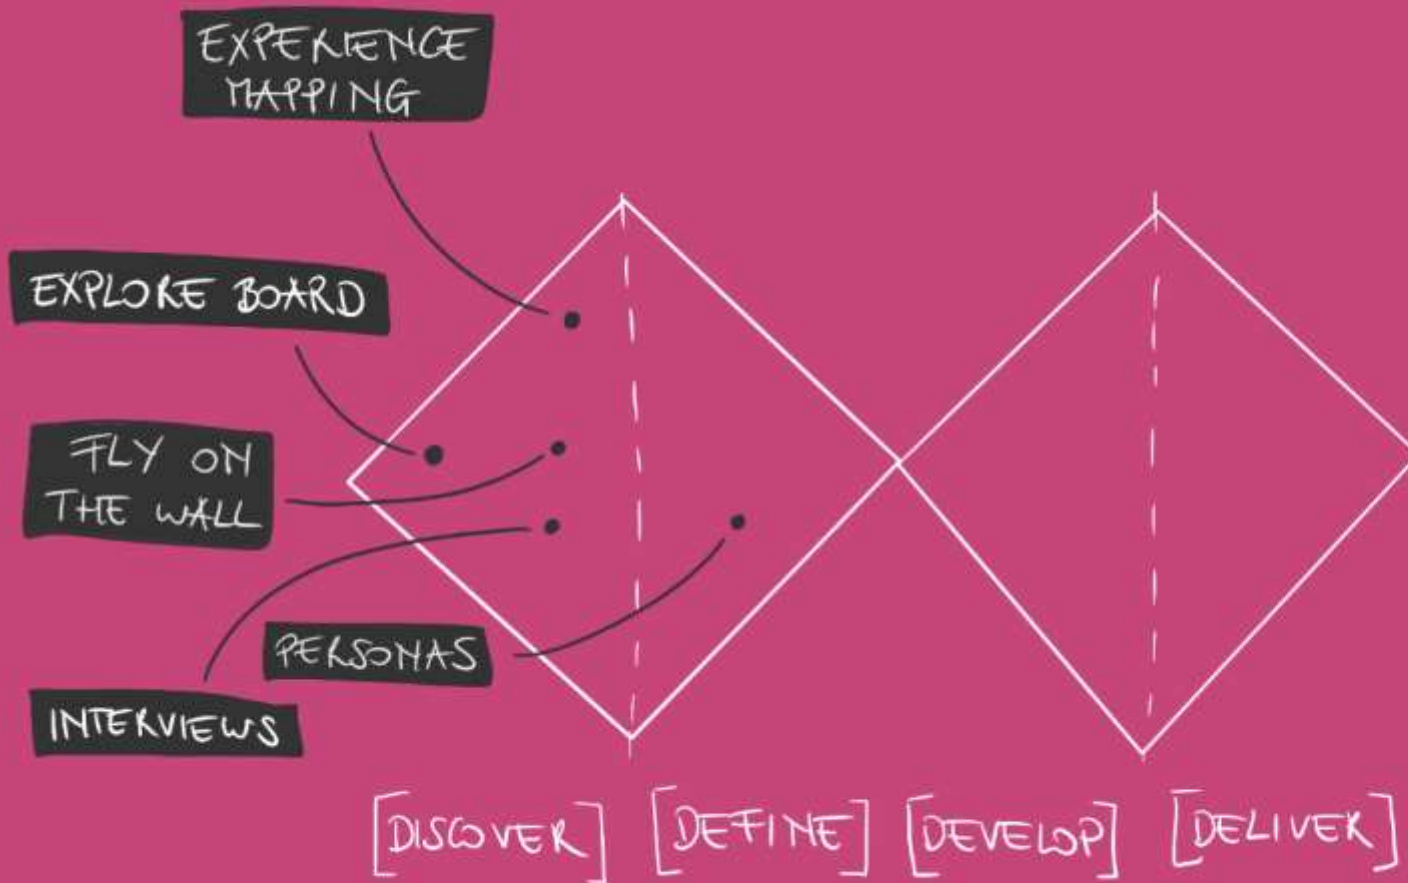 EXPERIENCE
MAPPING
EXPLORE BOARD
FLY ON
THE WALL
PERSONAS
INTERVIEWS
[DISCOVER] [DEFINE] [DEVELOP] [DELIVER]